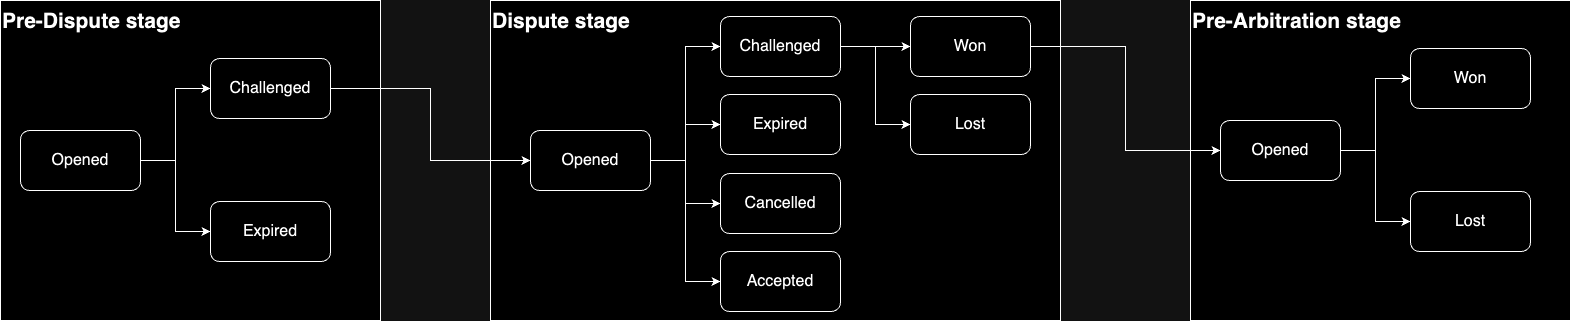 Pre-Dispute stage
Opened
Challenged
Expired
Dispute stage
Opened
Challenged
Expired
Cancelled
Accepted
Won
Lost
Pre-Arbitration stage
Opened
Won
Lost